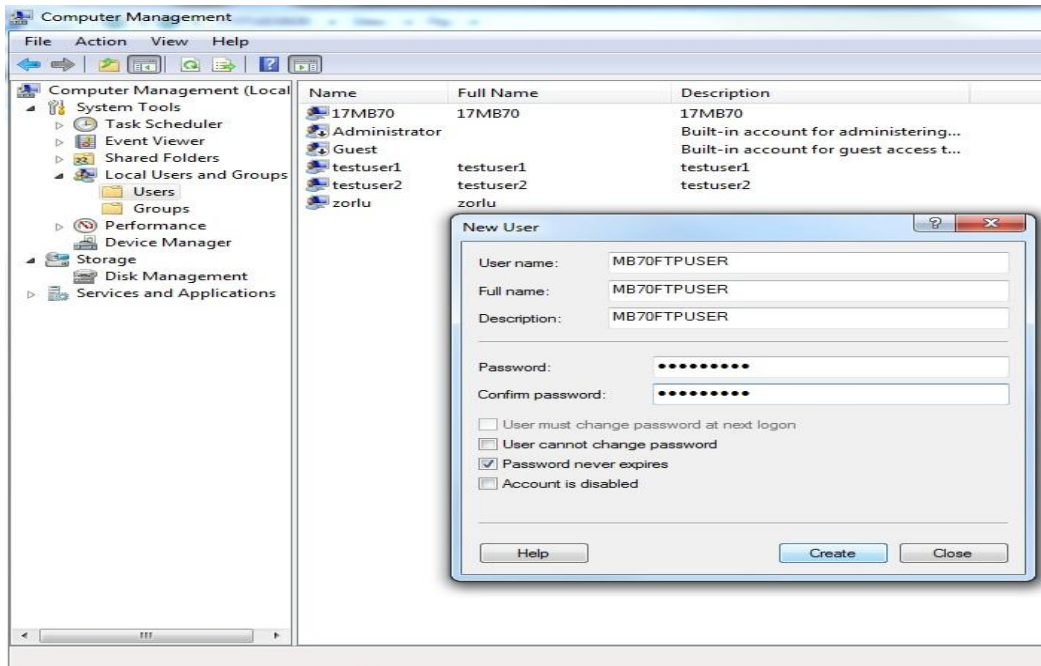 Computer Management
File Action View Help
Computer Management (Local
System Tools
Task Scheduler
Event Viewer
Shared Folders
Local Users and Groups
Users
Groups
Performance
Device Manager
Storage
Disk Management
Services and Applications
Name Full Name Description
17MB70 17MB70 17MB70
Administrator Built-in account for administering...
Guest Built-in account for guest access t...
testuser1 testuser1 testuser1
testuser2 testuser2 testuser2
zorlu zorlu
New User
User name: MB70FTPUSER
Full name: MB70FTPUSER
Description: MB70FTPUSER
Password:
Confirm password:
User must change password at next logon
User cannot change password
Password never expires
Account is disabled
Help Create Close